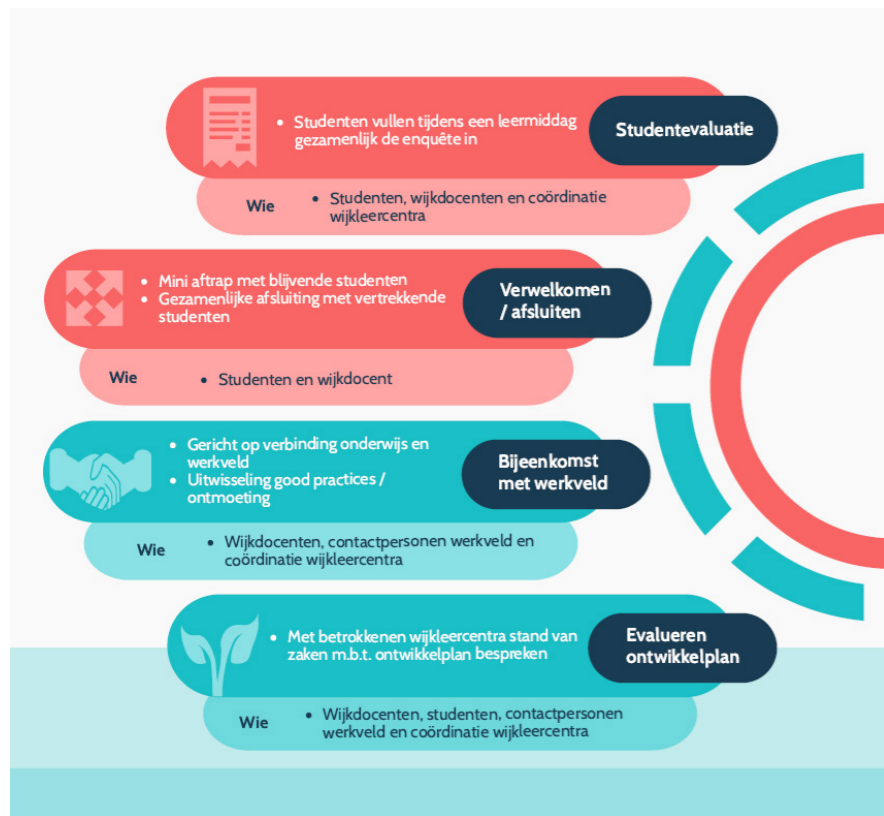 • Studenten vullen tijdens een leermiddag
gezamenlijk de enquête in
Studentevaluatie
Wie
• Studenten, wijkdocenten en coördinatie
wijkleercentra
• Mini aftrap met blijvende studenten
• Gezamenlijke afsluiting met vertrekkende
studenten
Verwelkomen
/ afsluiten
Wie
• Studenten en wijkdocent
• Gericht op verbinding onderwijs en
werkveld
• Uitwisseling good practices /
ontmoeting
Bijeenkomst
met werkveld
Wie
• Wijkdocenten, contactpersonen werkveld en
coördinatie wijkleercentra
• Met betrokkenen wijkleercentra stand van
zaken m.b.t. ontwikkelplan bespreken
Evalueren
ontwikkelplan
Wie
• Wijkdocenten, studenten, contactpersonen
werkveld en coördinatie wijkleercentra